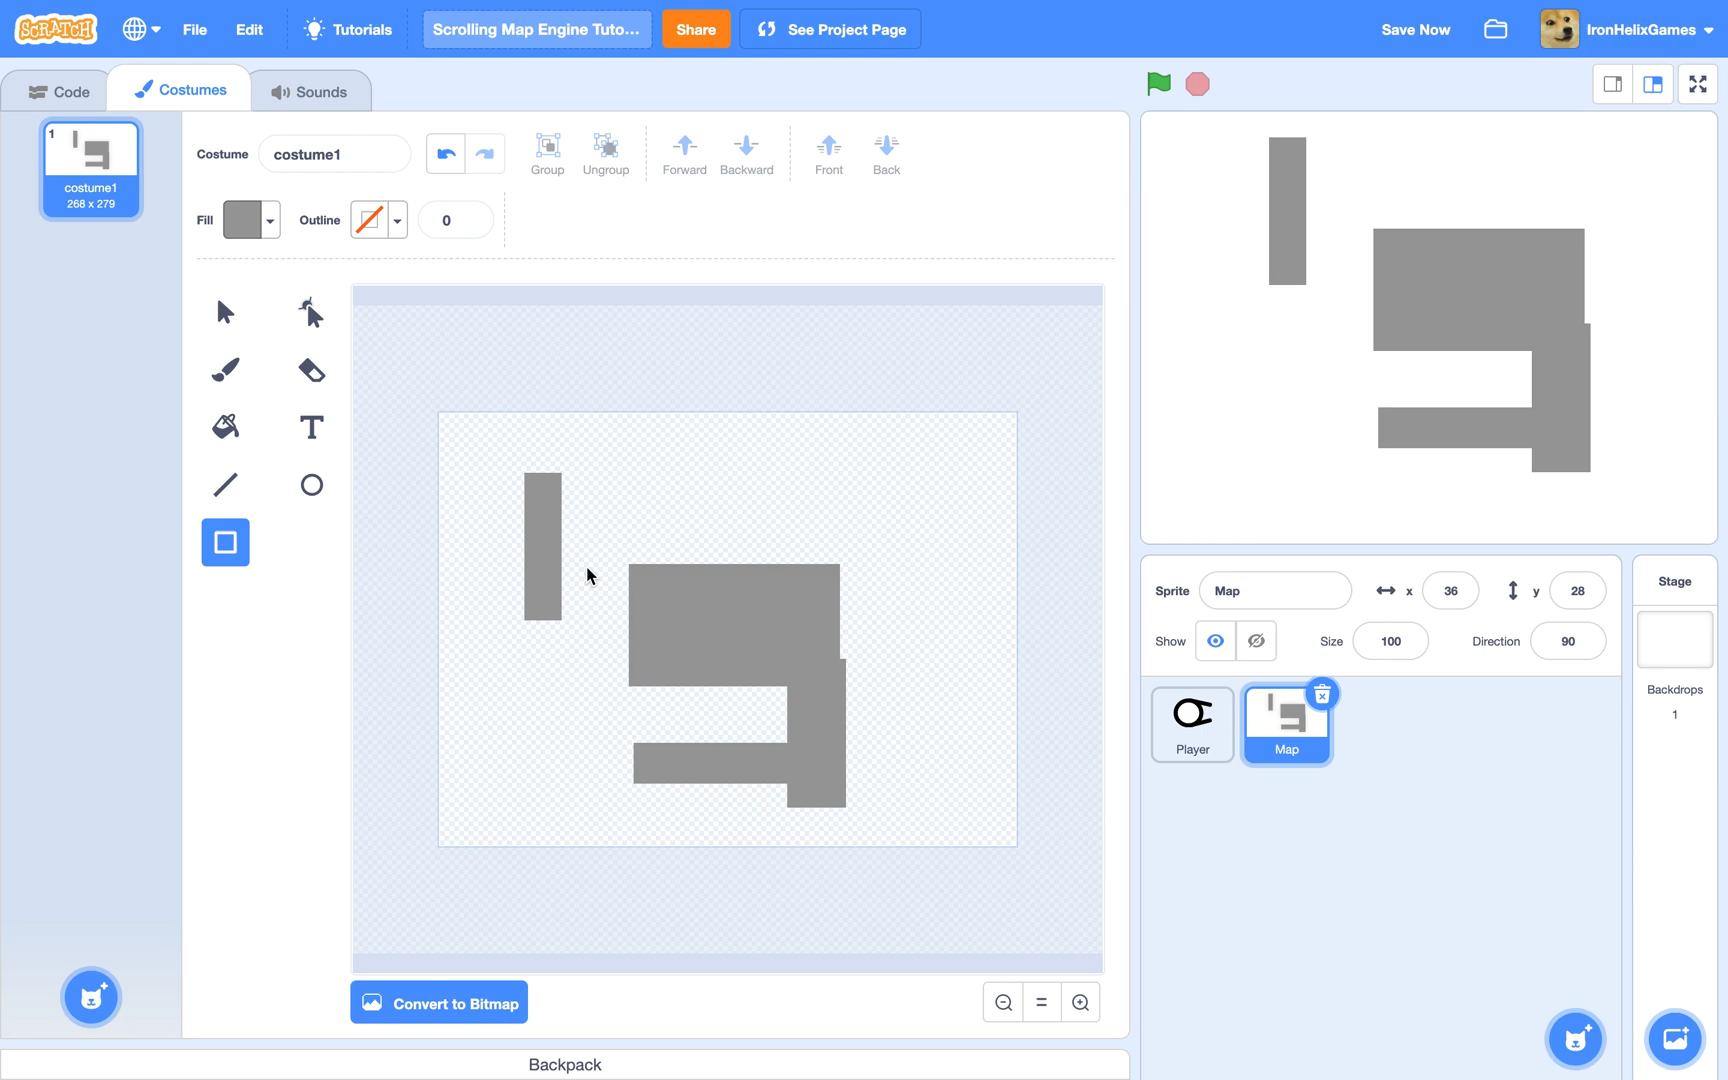 SCRATCH
File
Edit
Tutorials
Scrolling Map Engine Tuto...
Share
See Project Page
Save Now
IronHelixGames
Code
Costumes
Sounds
1
costume1
268 x 279
Costume
costume1
Group
Ungroup
Forward
Backward
Front
Back
Fill
Outline
0
T
Convert to Bitmap
Backpack
Sprite
Map
x
36
y
28
Show
Size
100
Direction
90
Player
Map
Stage
Backdrops
1